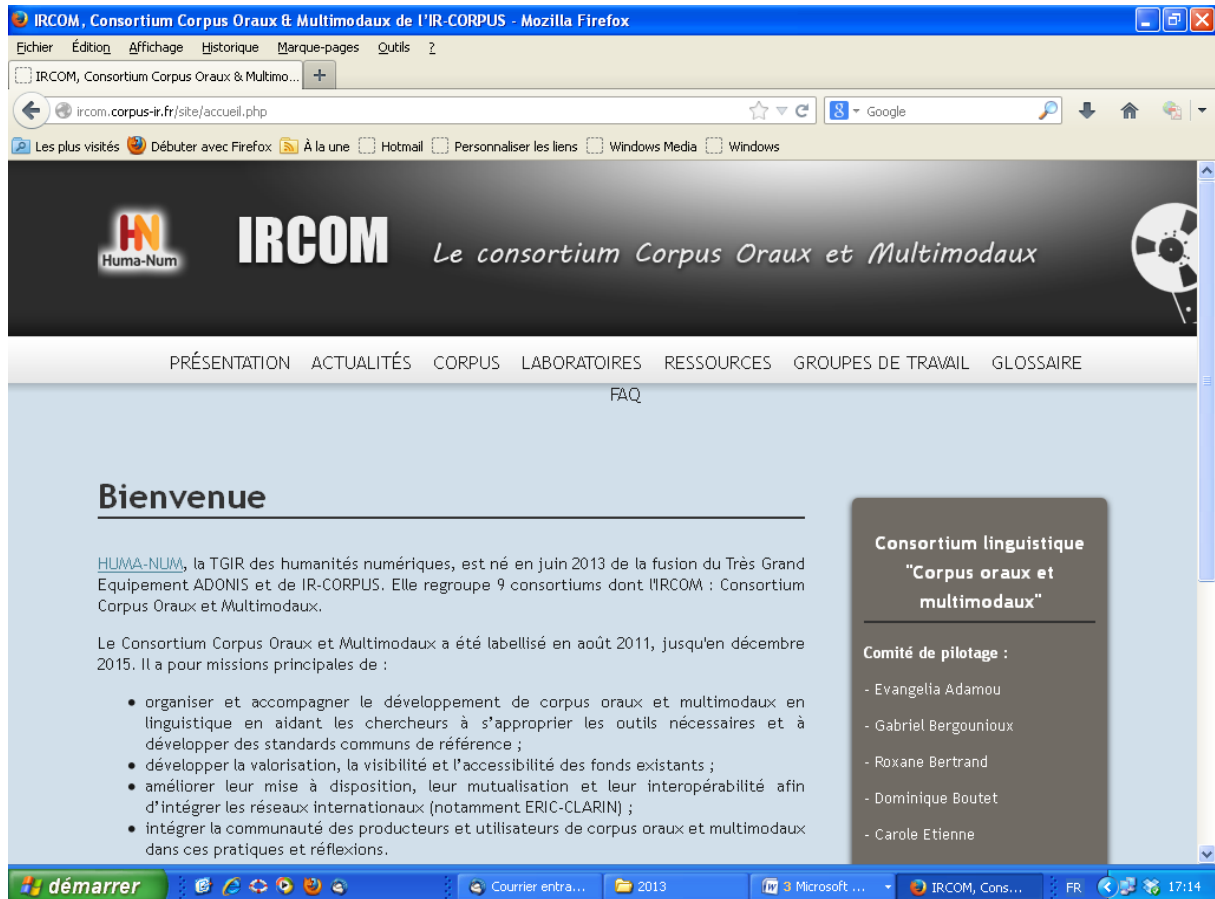 IRCOM, Consortium Corpus Oraux & Multimodaux de l'IR-CORPUS - Mozilla Firefox
Fichier Édition Affichage Historique Marque-pages Outils ?
IRCOM, Consortium Corpus Oraux & Multimo... +
ircom.corpus-ir.fr/site/accueil.php
8 Google
Les plus visités Débuter avec Firefox À la une Hotmail Personnaliser les liens Windows Media Windows
HN
Huma-Num
IRCOM Le consortium Corpus Oraux et Multimodaux
PRÉSENTATION ACTUALITÉS CORPUS LABORATOIRES RESSOURCES GROUPES DE TRAVAIL GLOSSAIRE
FAQ
Bienvenue
HUMA-NUM, la TGIR des humanités numériques, est né en juin 2013 de la fusion du Très Grand
Equipement ADONIS et de IR-CORPUS. Elle regroupe 9 consortiums dont l'IRCOM : Consortium
Corpus Oraux et Multimodaux.
Le Consortium Corpus Oraux et Multimodaux a été labellisé en août 2011, jusqu'en décembre
2015. Il a pour missions principales de :
• organiser et accompagner le développement de corpus oraux et multimodaux en
linguistique en aidant les chercheurs à s’approprier les outils nécessaires et à
développer des standards communs de référence ;
• développer la valorisation, la visibilité et l’accessibilité des fonds existants ;
• améliorer leur mise à disposition, leur mutualisation et leur interopérabilité afin
d’intégrer les réseaux internationaux (notamment ERIC-CLARIN) ;
• intégrer la communauté des producteurs et utilisateurs de corpus oraux et multimodaux
dans ces pratiques et réflexions.
Consortium linguistique
"Corpus oraux et
multimodaux"
Comité de pilotage :
- Evangelia Adamou
- Gabriel Bergounioux
- Roxane Bertrand
- Dominique Boutet
- Carole Etienne
démarrer Courrier entra... 2013 3 Microsoft ... IRCOM, Cons... FR 17:14